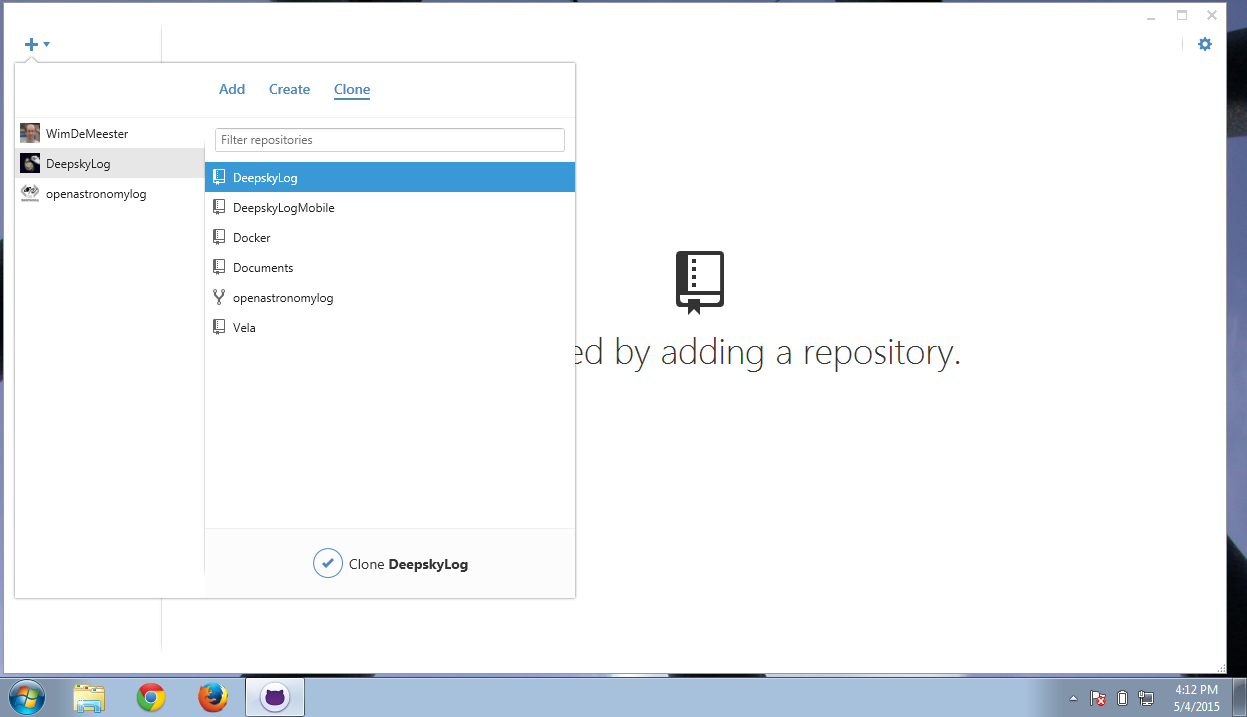 Add Create Clone
WimDeMeester
DeepskyLog
openastronomylog
Filter repositories
DeepskyLog
DeepskyLogMobile
Docker
Documents
openastronomylog
Vela
Clone DeepskyLog
ed by adding a repository.
4:12 PM
5/4/2015